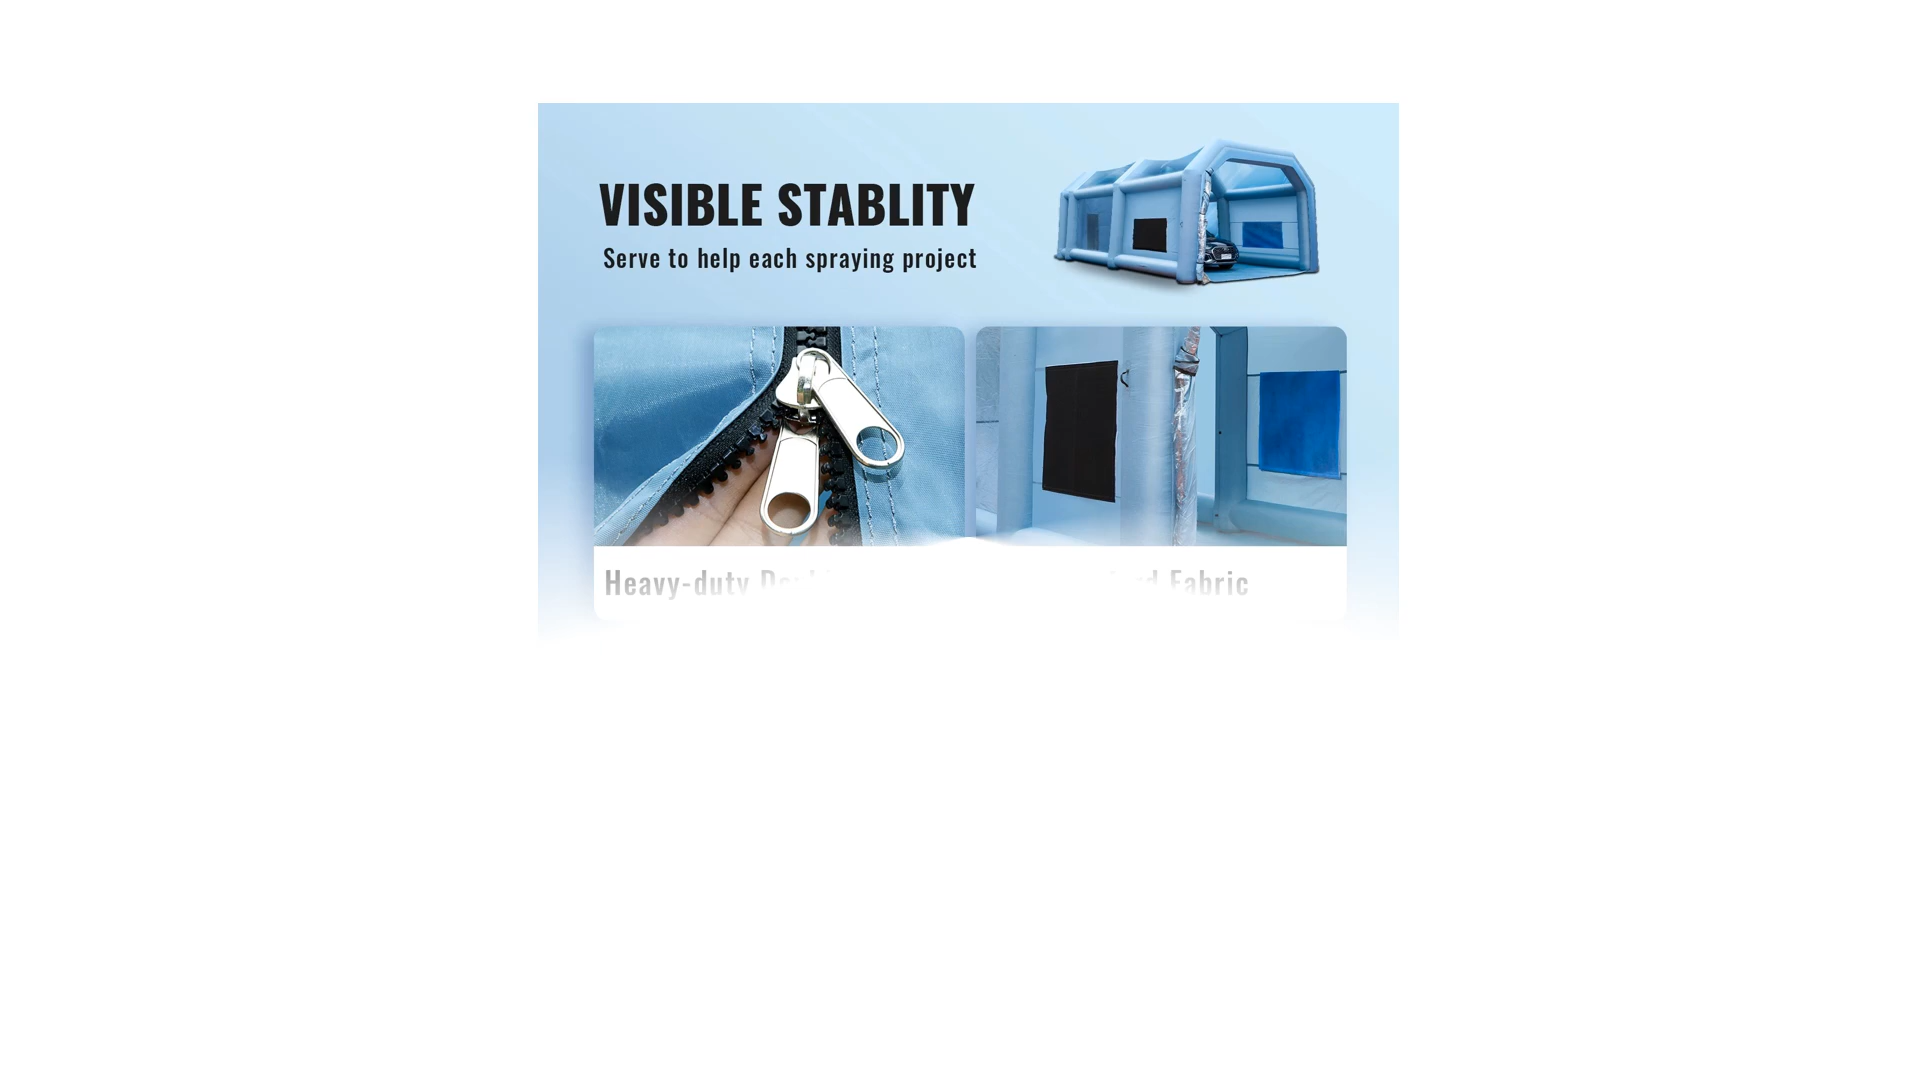 VISIBLE STABLITY
Serve to help each spraying project
Heavy-duty
Fabric